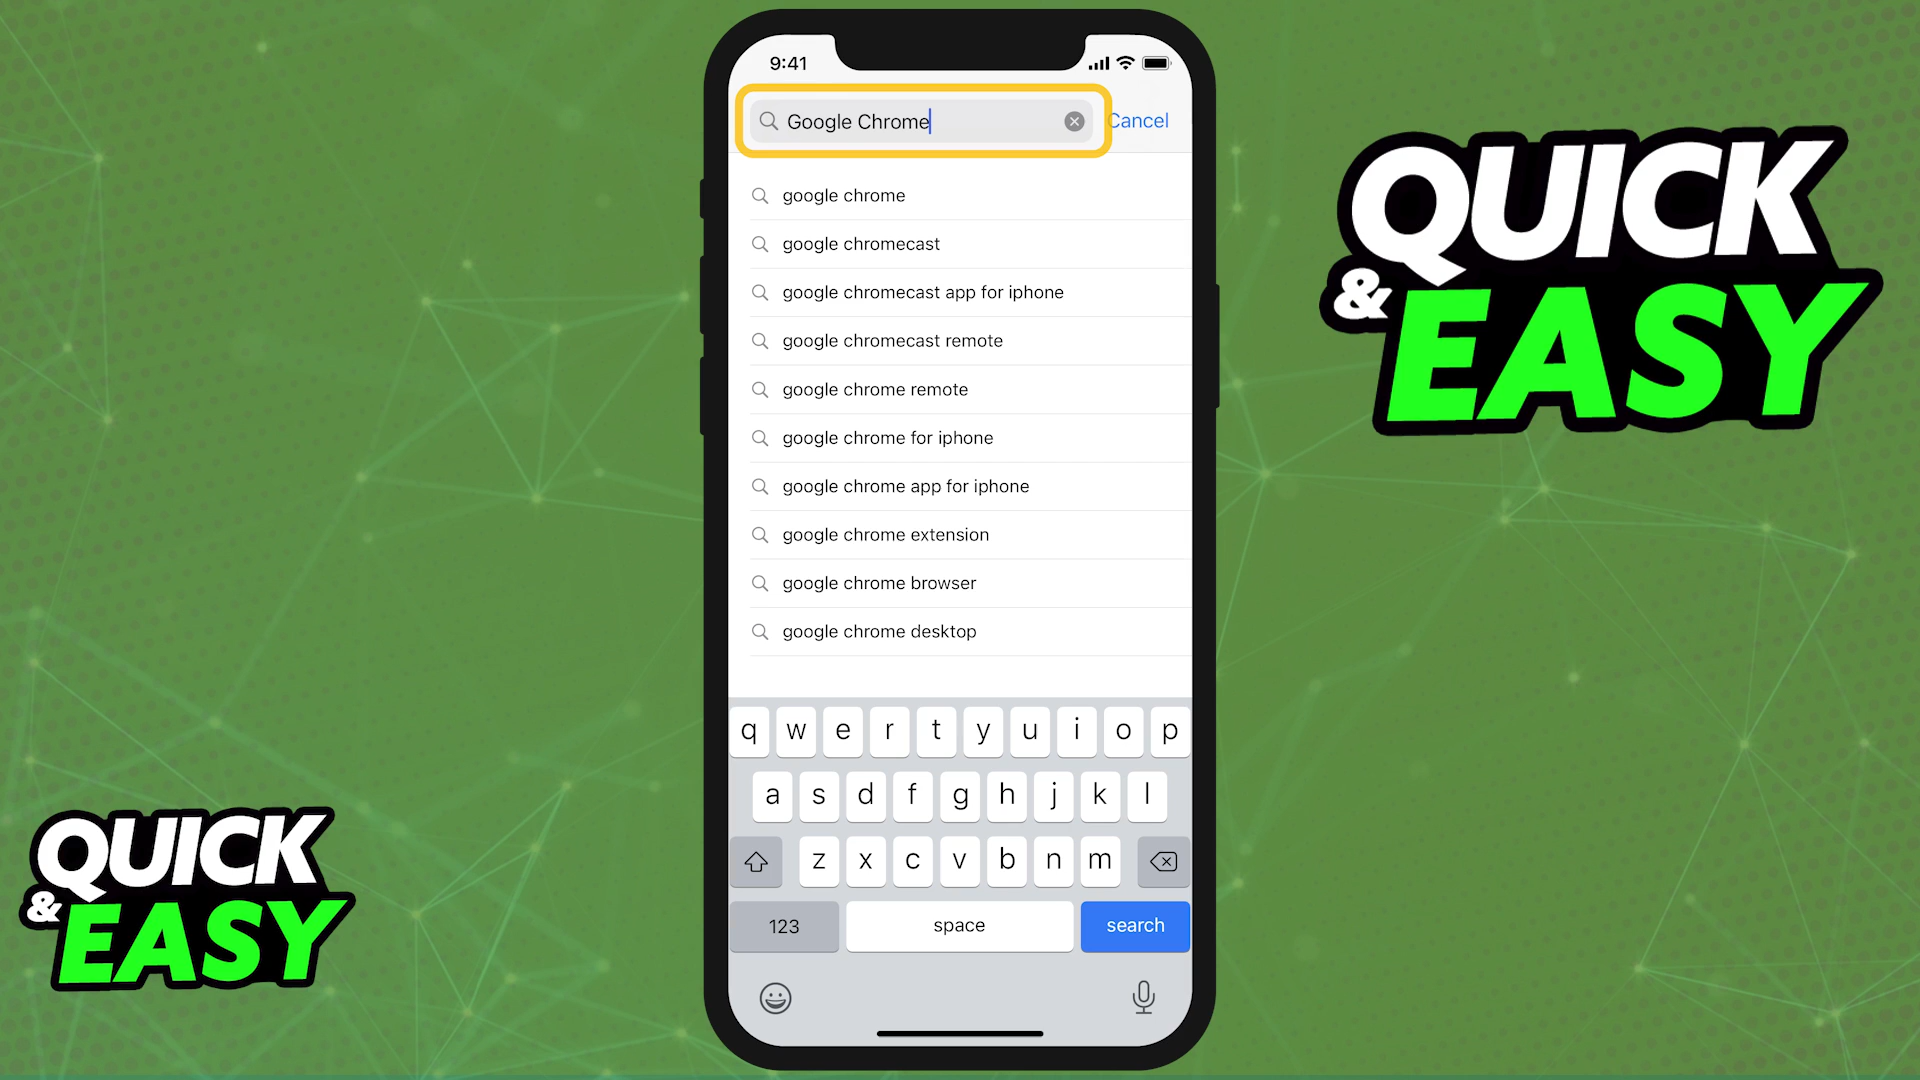 9:41
Google Chrome
Cancel
google chrome
google chromecast
google chromecast app for iphone
google chromecast remote
google chrome remote
google chrome for iphone
google chrome app for iphone
google chrome extension
google chrome browser
google chrome desktop
q w e r t y u i o p
a s d f g h j k l
z x c v b n m
123 space search
QUICK
& EASY
QUICK
& EASY